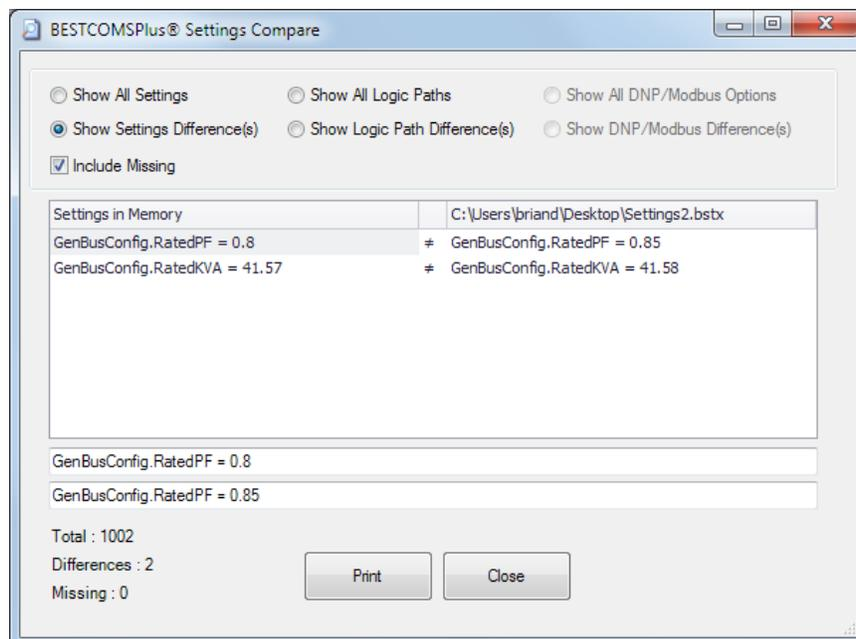 BESTCOMSPlus® Settings Compare
Show All Settings Show All Logic Paths Show All DNP/Modbus Options
Show Settings Difference(s) Show Logic Path Difference(s) Show DNP/Modbus Difference(s)
Include Missing
Settings in Memory C:\Users\briand\Desktop\Settings2.bstx
GenBusConfig.RatedPF = 0.8 ≠ GenBusConfig.RatedPF = 0.85
GenBusConfig.RatedKVA = 41.57 ≠ GenBusConfig.RatedKVA = 41.58
GenBusConfig.RatedPF = 0.8
GenBusConfig.RatedPF = 0.85
Total : 1002
Differences : 2
Missing : 0
Print Close